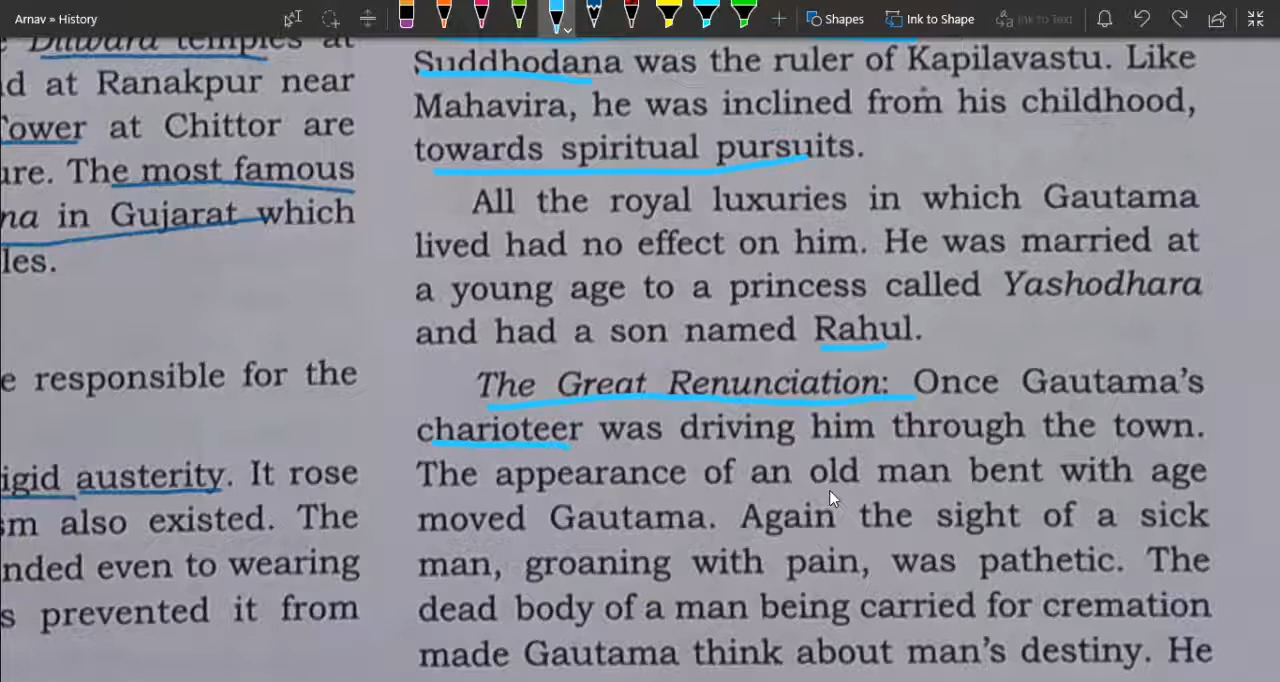 Arnav » History
Shapes
Ink to Shape
Ink to Text
Dilwara temples at
d at Ranakpur near
Tower at Chittor are
ure. The most famous
na in Gujarat which
les.
e responsible for the
igid austerity. It rose
sm also existed. The
nded even to wearing
s prevented it from
Suddhodana was the ruler of Kapilavastu. Like
Mahavira, he was inclined from his childhood,
towards spiritual pursuits.
All the royal luxuries in which Gautama
lived had no effect on him. He was married at
a young age to a princess called Yashodhara
and had a son named Rahul.
The Great Renunciation: Once Gautama's
charioteer was driving him through the town.
The appearance of an old man bent with age
moved Gautama. Again the sight of a sick
man, groaning with pain, was pathetic. The
dead body of a man being carried for cremation
made Gautama think about man's destiny. He